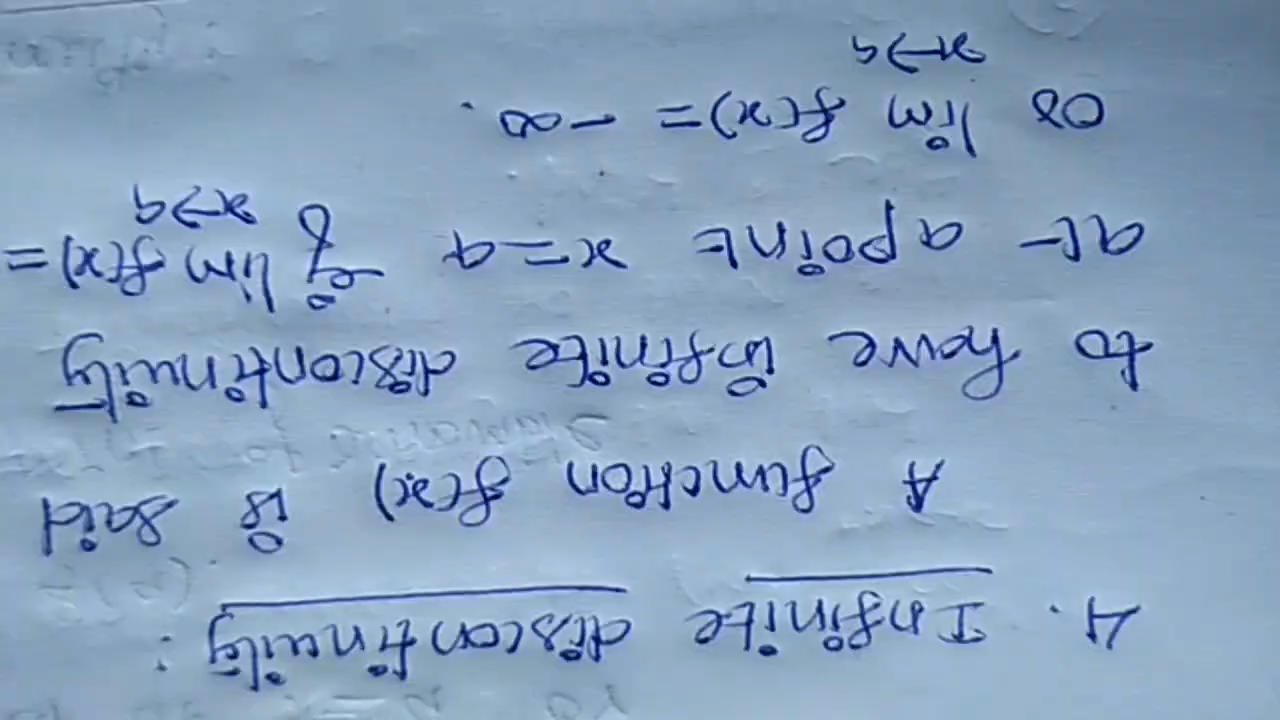 4. Infinite discontinuity :
A function f(x) is said
to have infinite discontinuity
at a point x=a if lim f(x) =
x→a
or lim f(x) = -∞.
x→a